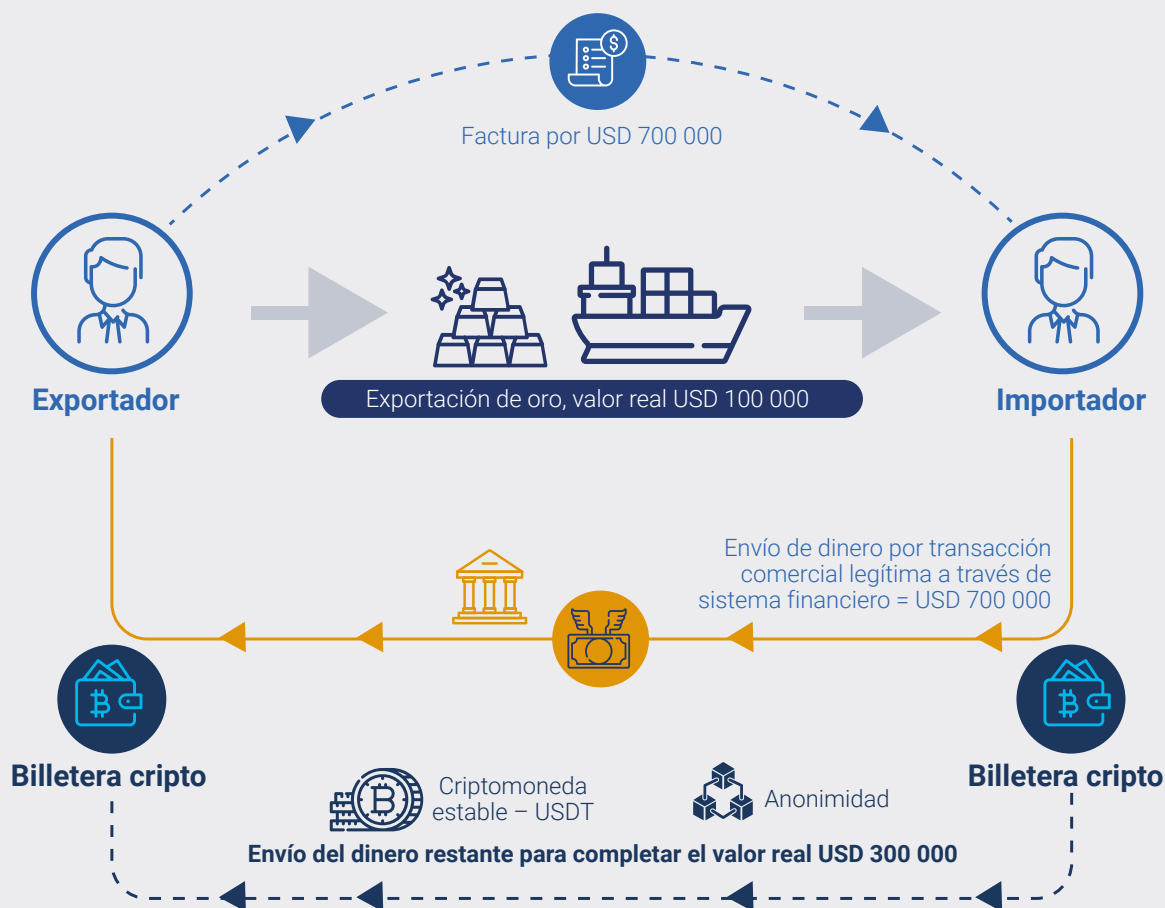 Factura por USD 700 000
Exportador
Exportación de oro, valor real USD 100 000
Importador
Envío de dinero por transacción
comercial legítima a través de
sistema financiero = USD 700 000
Billetera cripto
Criptomoneda
estable – USDT
Anonimidad
Billetera cripto
Envío del dinero restante para completar el valor real USD 300 000